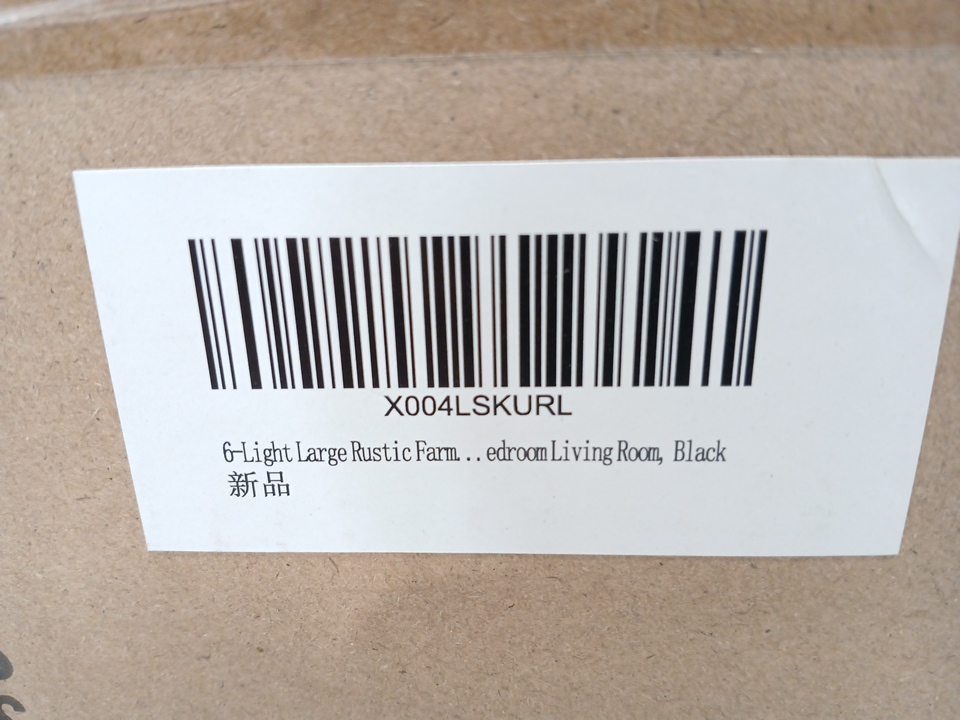 X004LSKURL
6-Light Large Rustic Farm...edroom Living Room, Black
新品